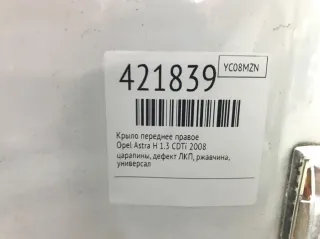 421839
YC08MZN
Крыло переднее правое
Opel Astra H 1.3 CDTi 2008
царапины, дефект ЛКП, ржавчина,
универсал